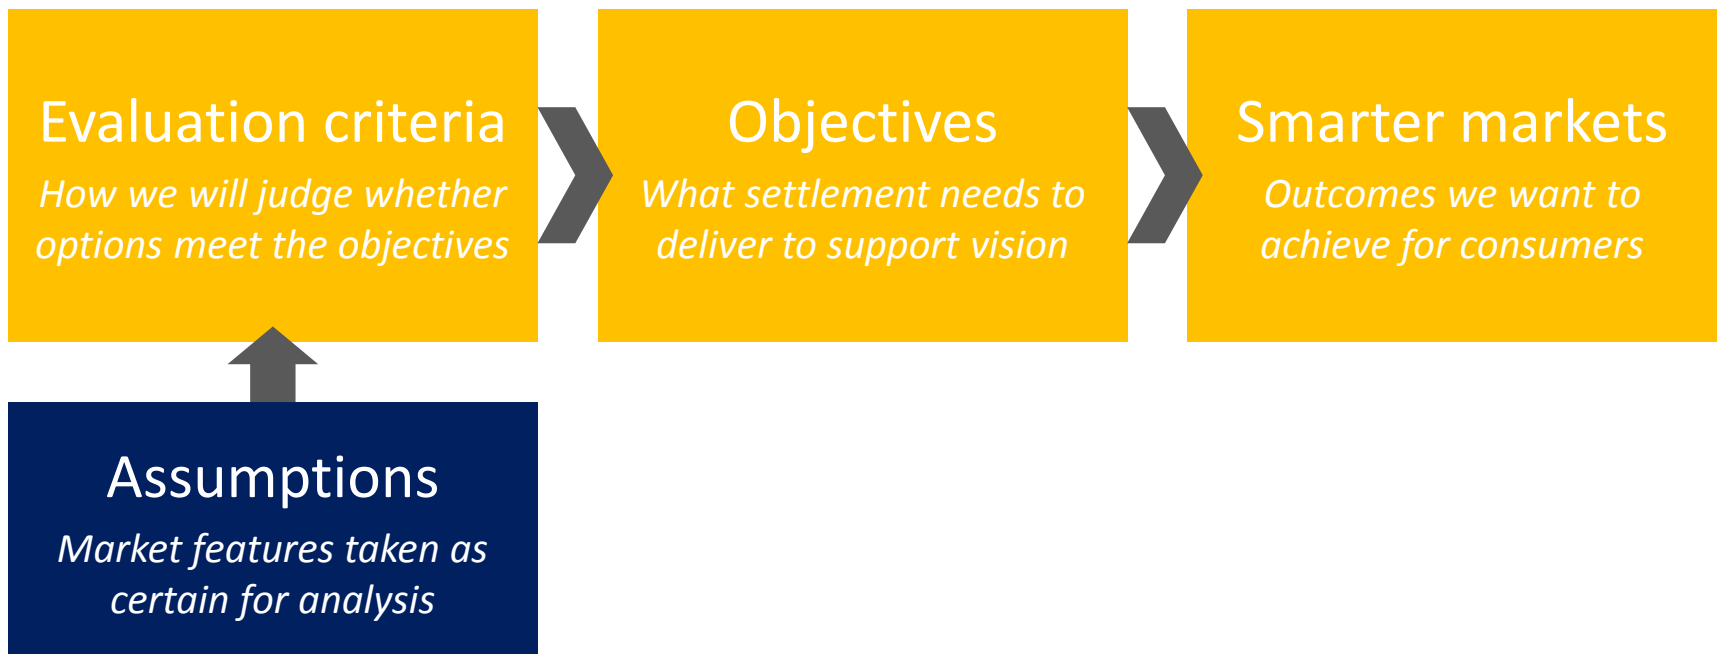 Evaluation criteria
How we will judge whether
options meet the objectives
Objectives
What settlement needs to
deliver to support vision
Smarter markets
Outcomes we want to
achieve for consumers
Assumptions
Market features taken as
certain for analysis